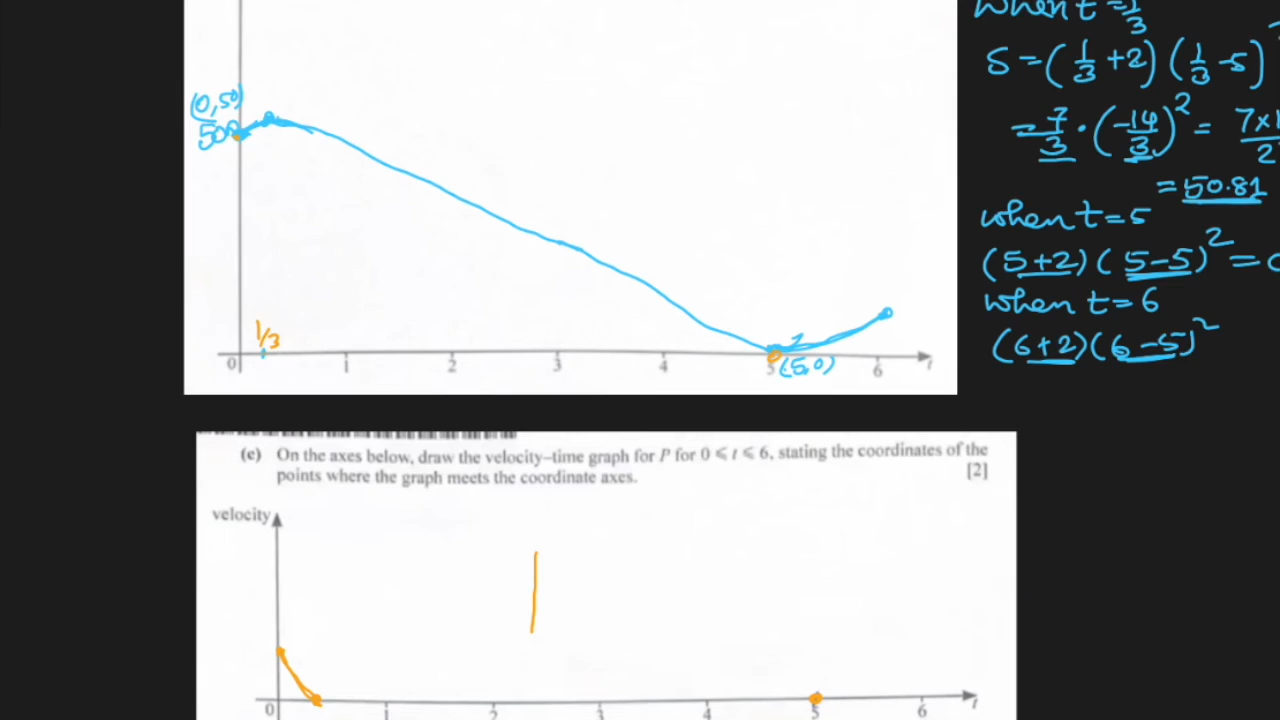 when t = 1/3
S = (1/3 + 2) (1/3 - 5)
(0, 50)
= 7/3 · (-14/3)² = 7×1
50
2
= 50.81
when t = 5
(5+2) ( 5-5)² =
when t = 6
1/3
(6+2)(6-5)²
0 1 2 3 4 5 (5,0) 6 t
(e) On the axes below, draw the velocity–time graph for P for 0 ⩽ t ⩽ 6, stating the coordinates of the
points where the graph meets the coordinate axes. [2]
velocity
0 1 2 3 4 5 6 t